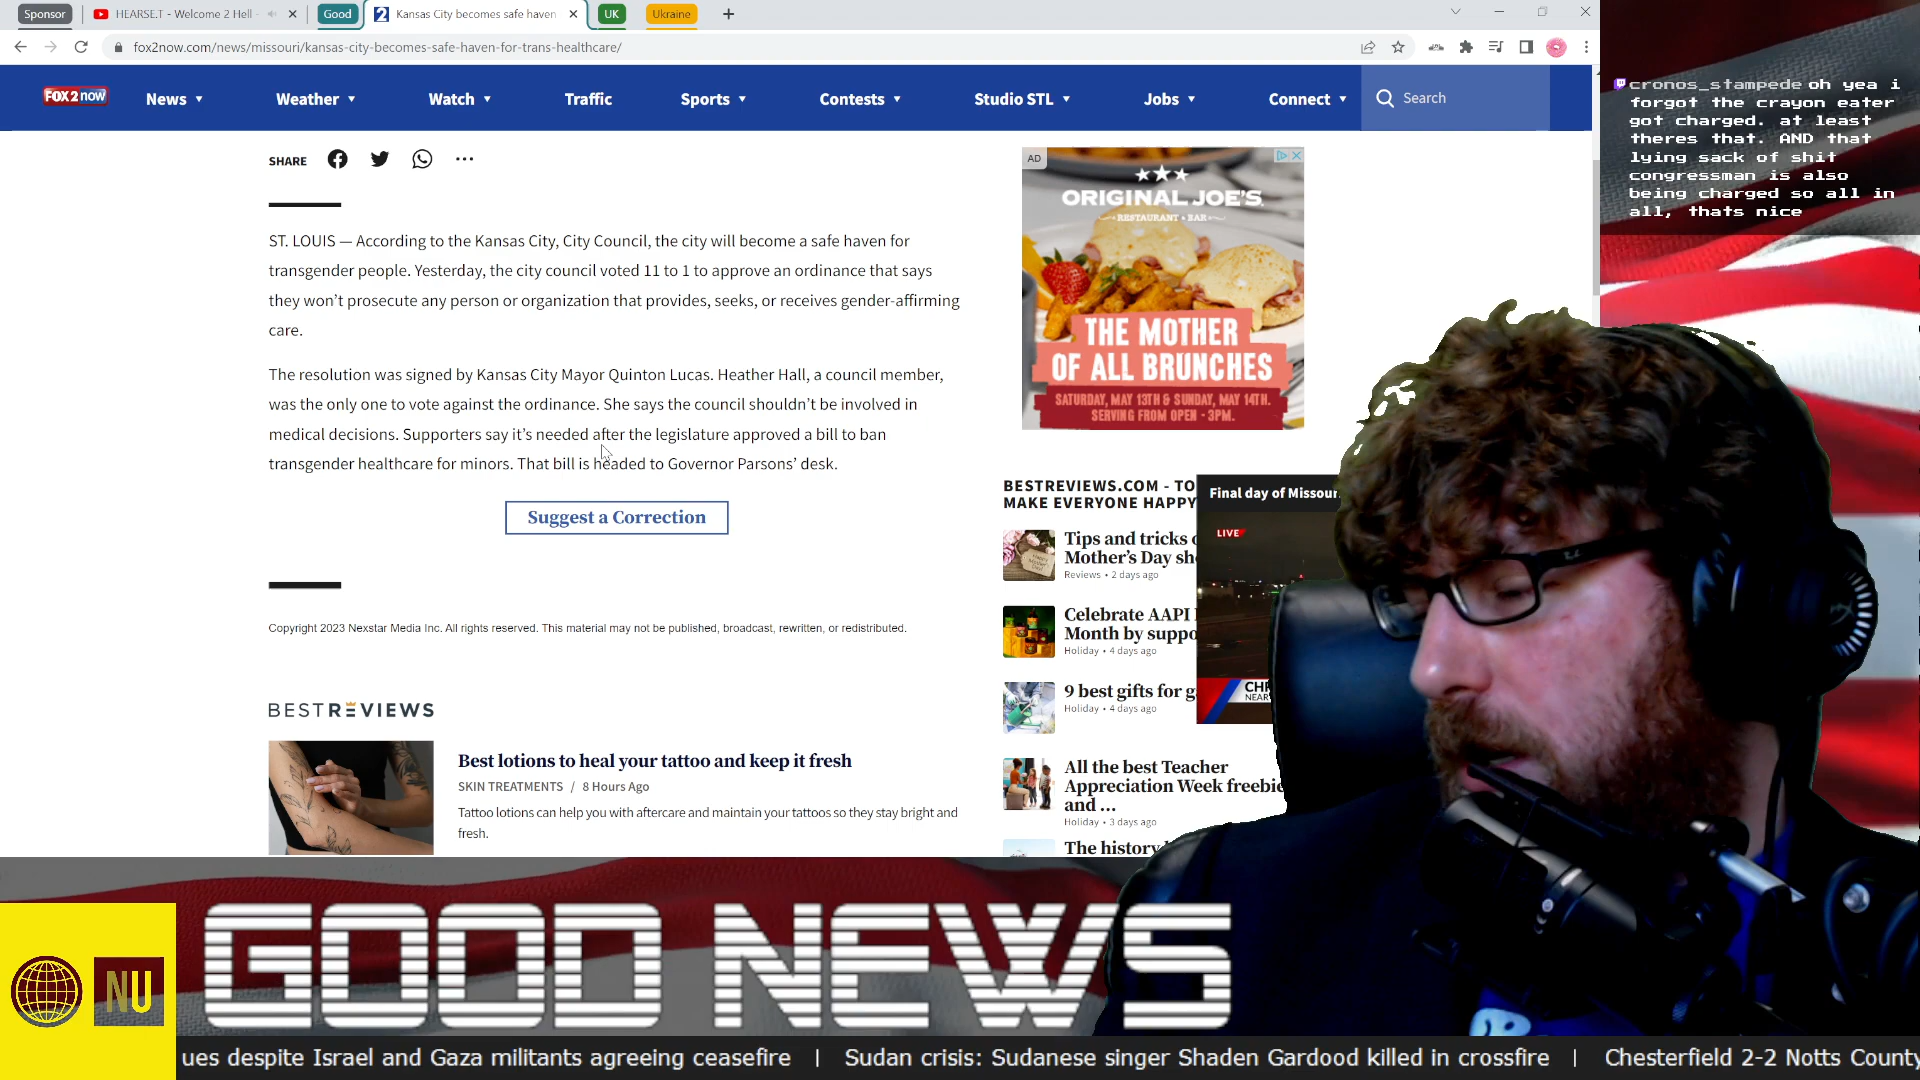 Sponsor
HEARSE.T - Welcome 2 Hell -
Good
Kansas City becomes safe haven
UK
Ukraine
fox2now.com/news/missouri/kansas-city-becomes-safe-haven-for-trans-healthcare/
FOX 2 now
News
Weather
Watch
Traffic
Sports
Contests
Studio STL
Jobs
Connect
Search
SHARE
ST. LOUIS — According to the Kansas City, City Council, the city will become a safe haven for
transgender people. Yesterday, the city council voted 11 to 1 to approve an ordinance that says
they won't prosecute any person or organization that provides, seeks, or receives gender-affirming
care.
The resolution was signed by Kansas City Mayor Quinton Lucas. Heather Hall, a council member,
was the only one to vote against the ordinance. She says the council shouldn't be involved in
medical decisions. Supporters say it's needed after the legislature approved a bill to ban
transgender healthcare for minors. That bill is headed to Governor Parsons' desk.
Suggest a Correction
Copyright 2023 Nexstar Media Inc. All rights reserved. This material may not be published, broadcast, rewritten, or redistributed.
BESTREVIEWS
Best lotions to heal your tattoo and keep it fresh
SKIN TREATMENTS / 8 Hours Ago
Tattoo lotions can help you with aftercare and maintain your tattoos so they stay bright and
fresh.
AD
ORIGINAL JOE'S
RESTAURANT BAR
THE MOTHER
OF ALL BRUNCHES
SATURDAY, MAY 13TH & SUNDAY, MAY 14TH.
SERVING FROM OPEN - 3PM.
BESTREVIEWS.COM - TO
MAKE EVERYONE HAPPY
Tips and tricks
Mother's Day
Reviews • 2 days ago
Celebrate AAPI
Month by
Holiday • 4 days ago
9 best gifts for
Holiday • 4 days ago
All the best Teacher
Appreciation Week
and ...
Holiday • 3 days ago
The history
Final day of
LIVE
cronos_stampede oh yea i
forgot the crayon eater
got charged. at least
theres that. AND that
lying sack of shit
congressman is also
being charged so all in
all, thats nice
NU
GOOD NEWS
ues despite Israel and Gaza militants agreeing ceasefire | Sudan crisis: Sudanese singer Shaden Gardood killed in crossfire | Chesterfield 2-2 Notts County